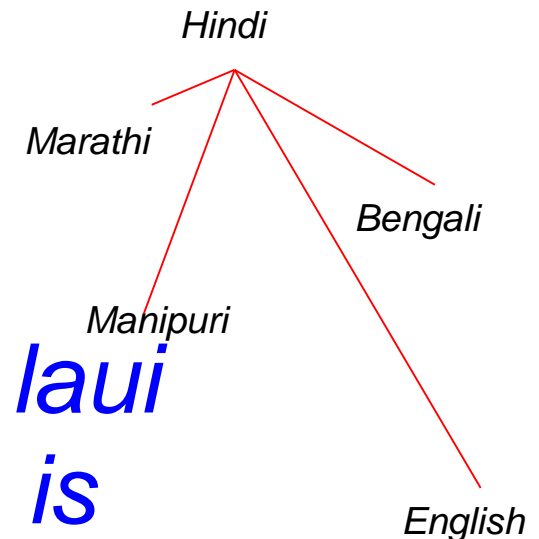 Hindi
Marathi
Bengali
Manipuri
laui
is
English